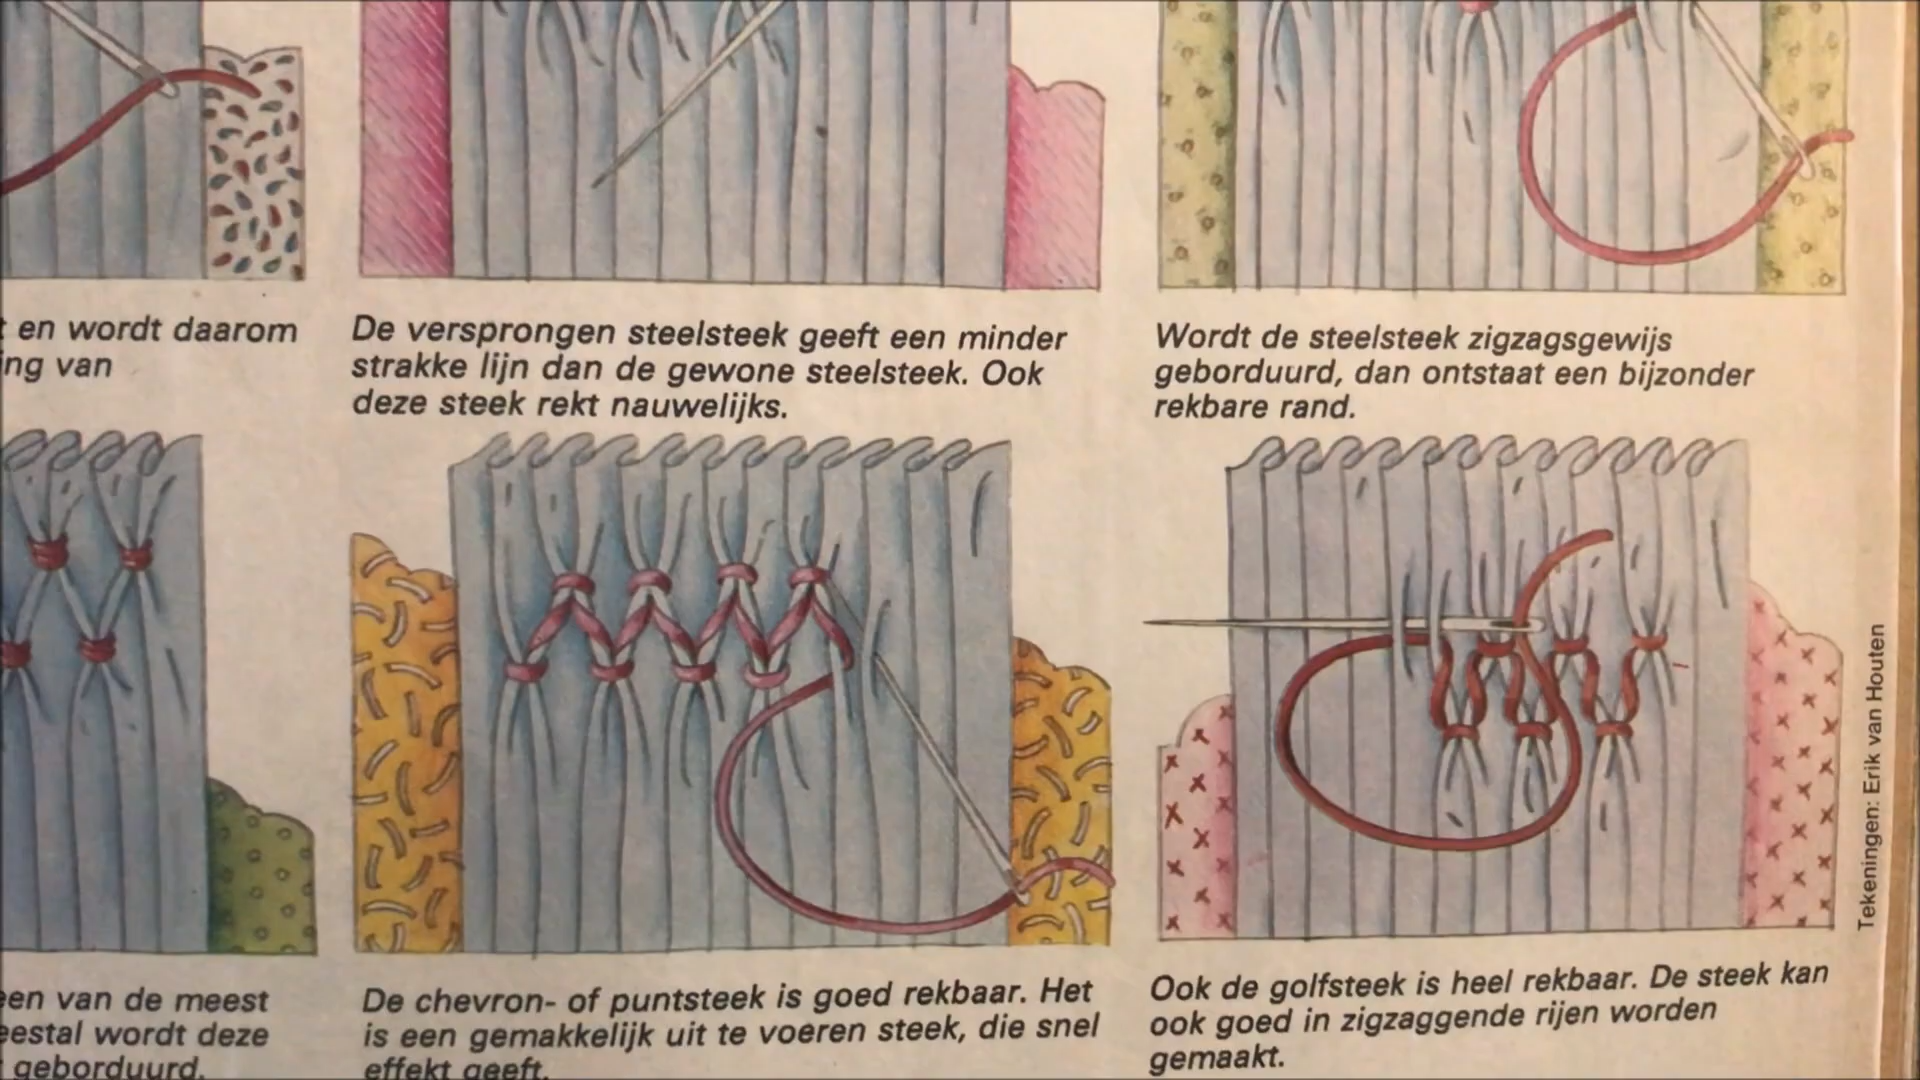 t en wordt daarom
ing van
De versprongen steelsteek geeft een minder
strakke lijn dan de gewone steelsteek. Ook
deze steek rekt nauwelijks.
Wordt de steelsteek zigzagsgewijs
geborduurd, dan ontstaat een bijzonder
rekbare rand.
een van de meest
eestal wordt deze
geborduurd.
De chevron- of puntsteek is goed rekbaar. Het
is een gemakkelijk uit te voeren steek, die snel
effekt geeft.
Ook de golfsteek is heel rekbaar. De steek kan
ook goed in zigzaggende rijen worden
gemaakt.
Tekeningen: Erik van Houten